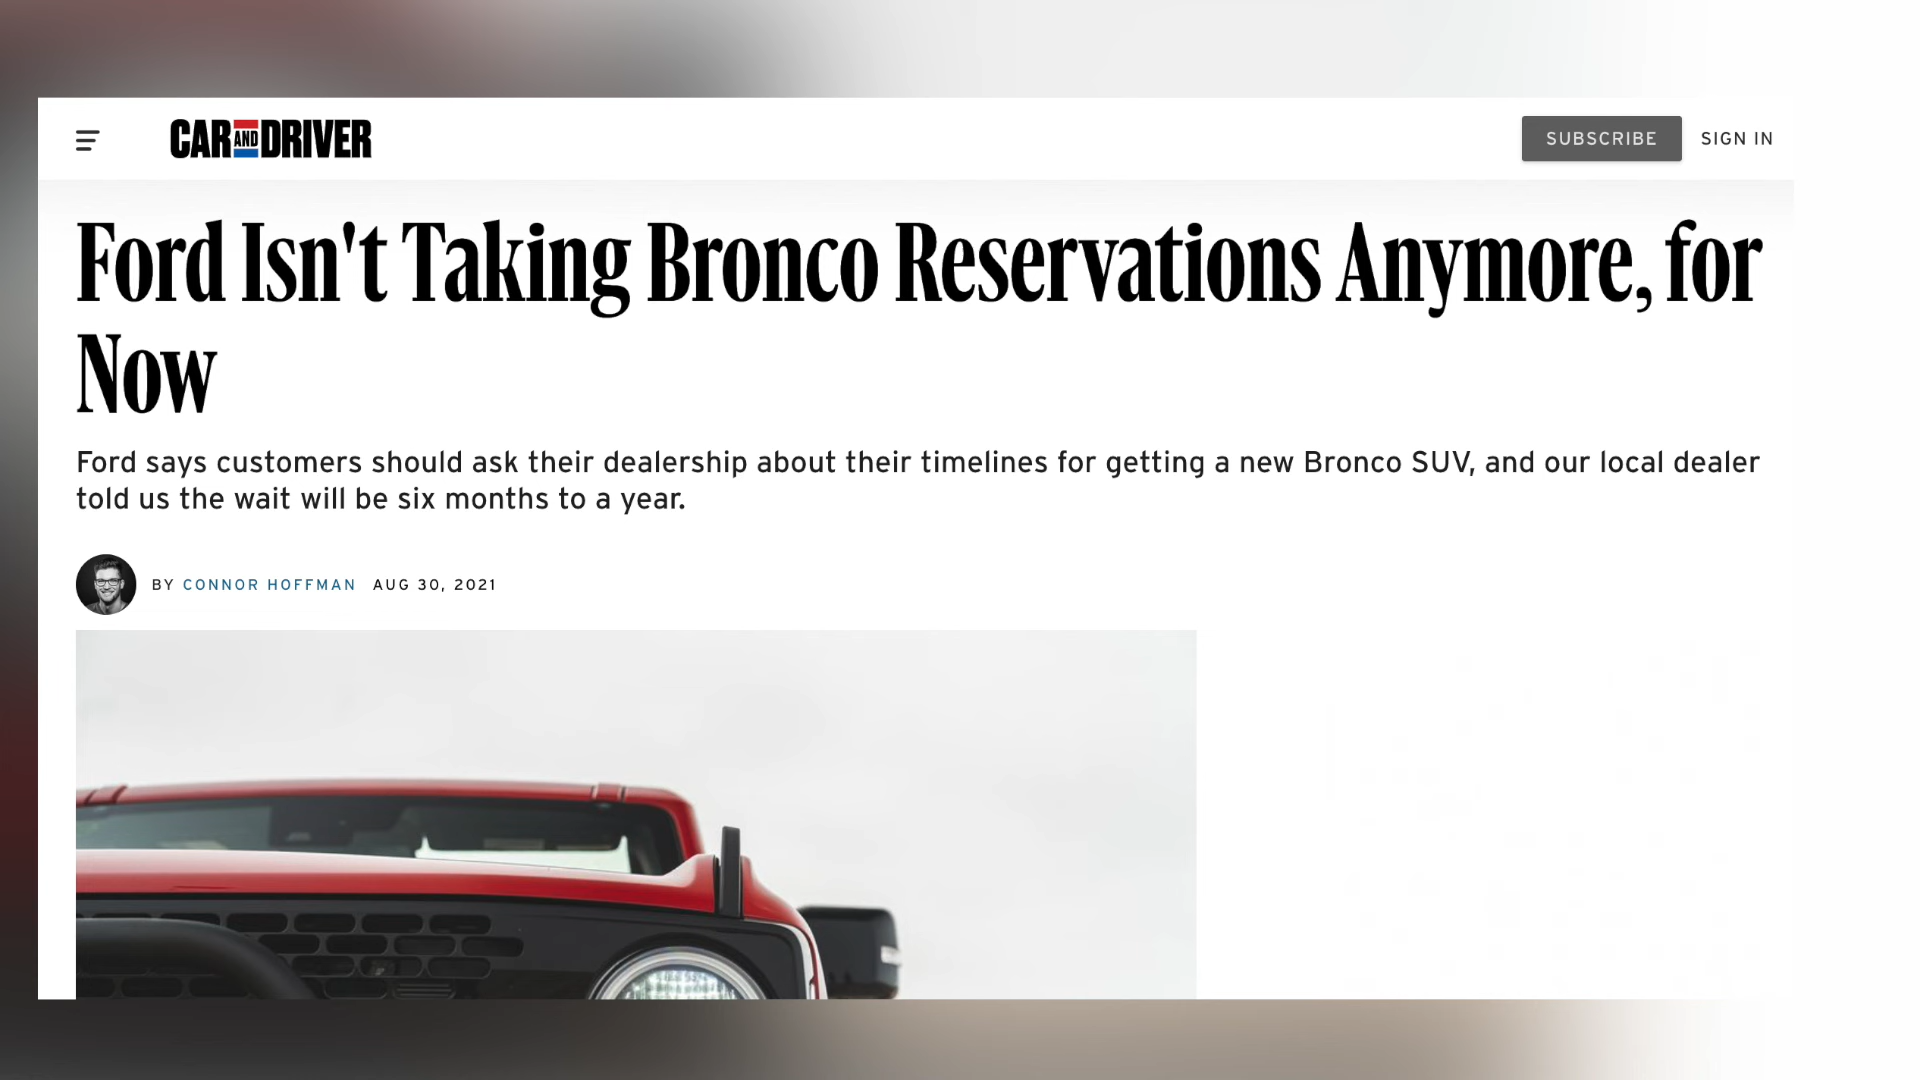 CAR AND DRIVER
SUBSCRIBE
SIGN IN
Ford Isn't Taking Bronco Reservations Anymore, for
Now
Ford says customers should ask their dealership about their timelines for getting a new Bronco SUV, and our local dealer
told us the wait will be six months to a year.
BY CONNOR HOFFMAN AUG 30, 2021